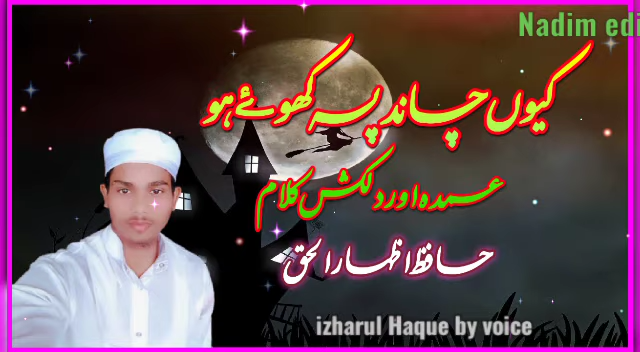 Nadim edi
کیوں چاند پہ کھوئے ہو
عمدہ اور دلکش کلام
حافظ اظہار الحق
izharul Haque by voice